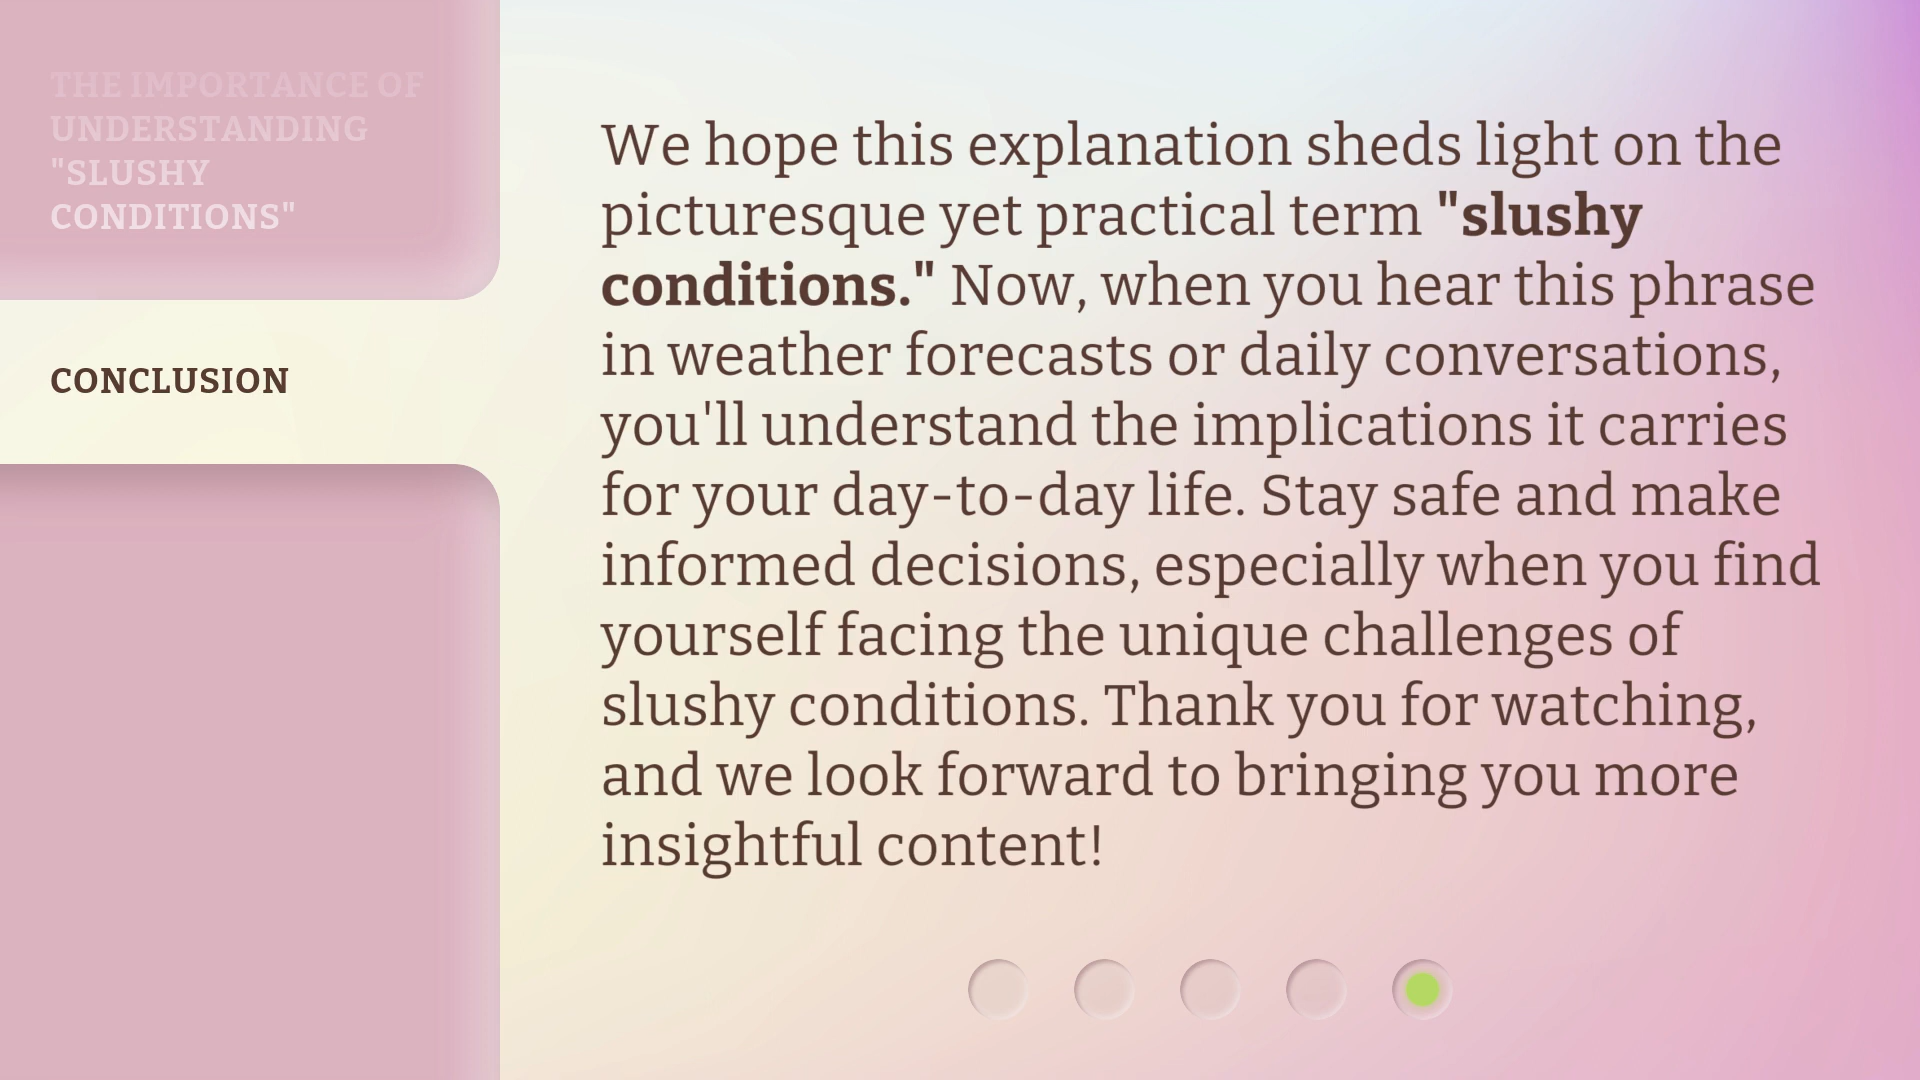 THE IMPORTANCE OF
UNDERSTANDING
"SLUSHY
CONDITIONS"
CONCLUSION
We hope this explanation sheds light on the
picturesque yet practical term "slushy
conditions." Now, when you hear this phrase
in weather forecasts or daily conversations,
you'll understand the implications it carries
for your day-to-day life. Stay safe and make
informed decisions, especially when you find
yourself facing the unique challenges of
slushy conditions. Thank you for watching,
and we look forward to bringing you more
insightful content!